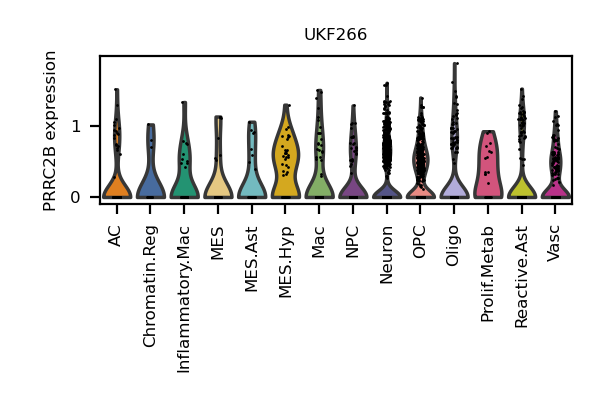 UKF266
PRRC2B expression
1
0
AC
Chromatin.Reg
Inflammatory.Mac
MES
MES.Ast
MES.Hyp
Mac
NPC
Neuron
OPC
Oligo
Prolif.Metab
Reactive.Ast
Vasc